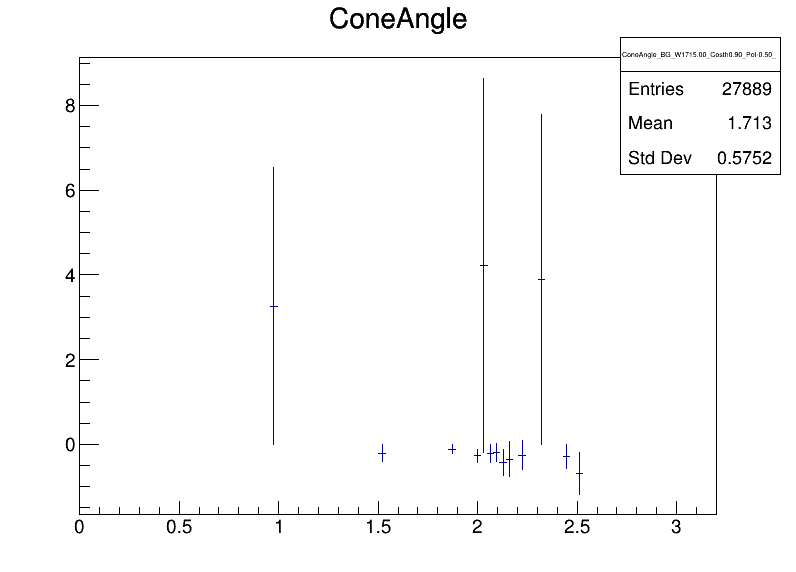 ConeAngle
ConeAngle_BG_W1715.00_Costh0.90_Pol-0.50_
Entries 27889
Mean 1.713
Std Dev 0.5752
8
6
4
2
0
0 0.5 1 1.5 2 2.5 3